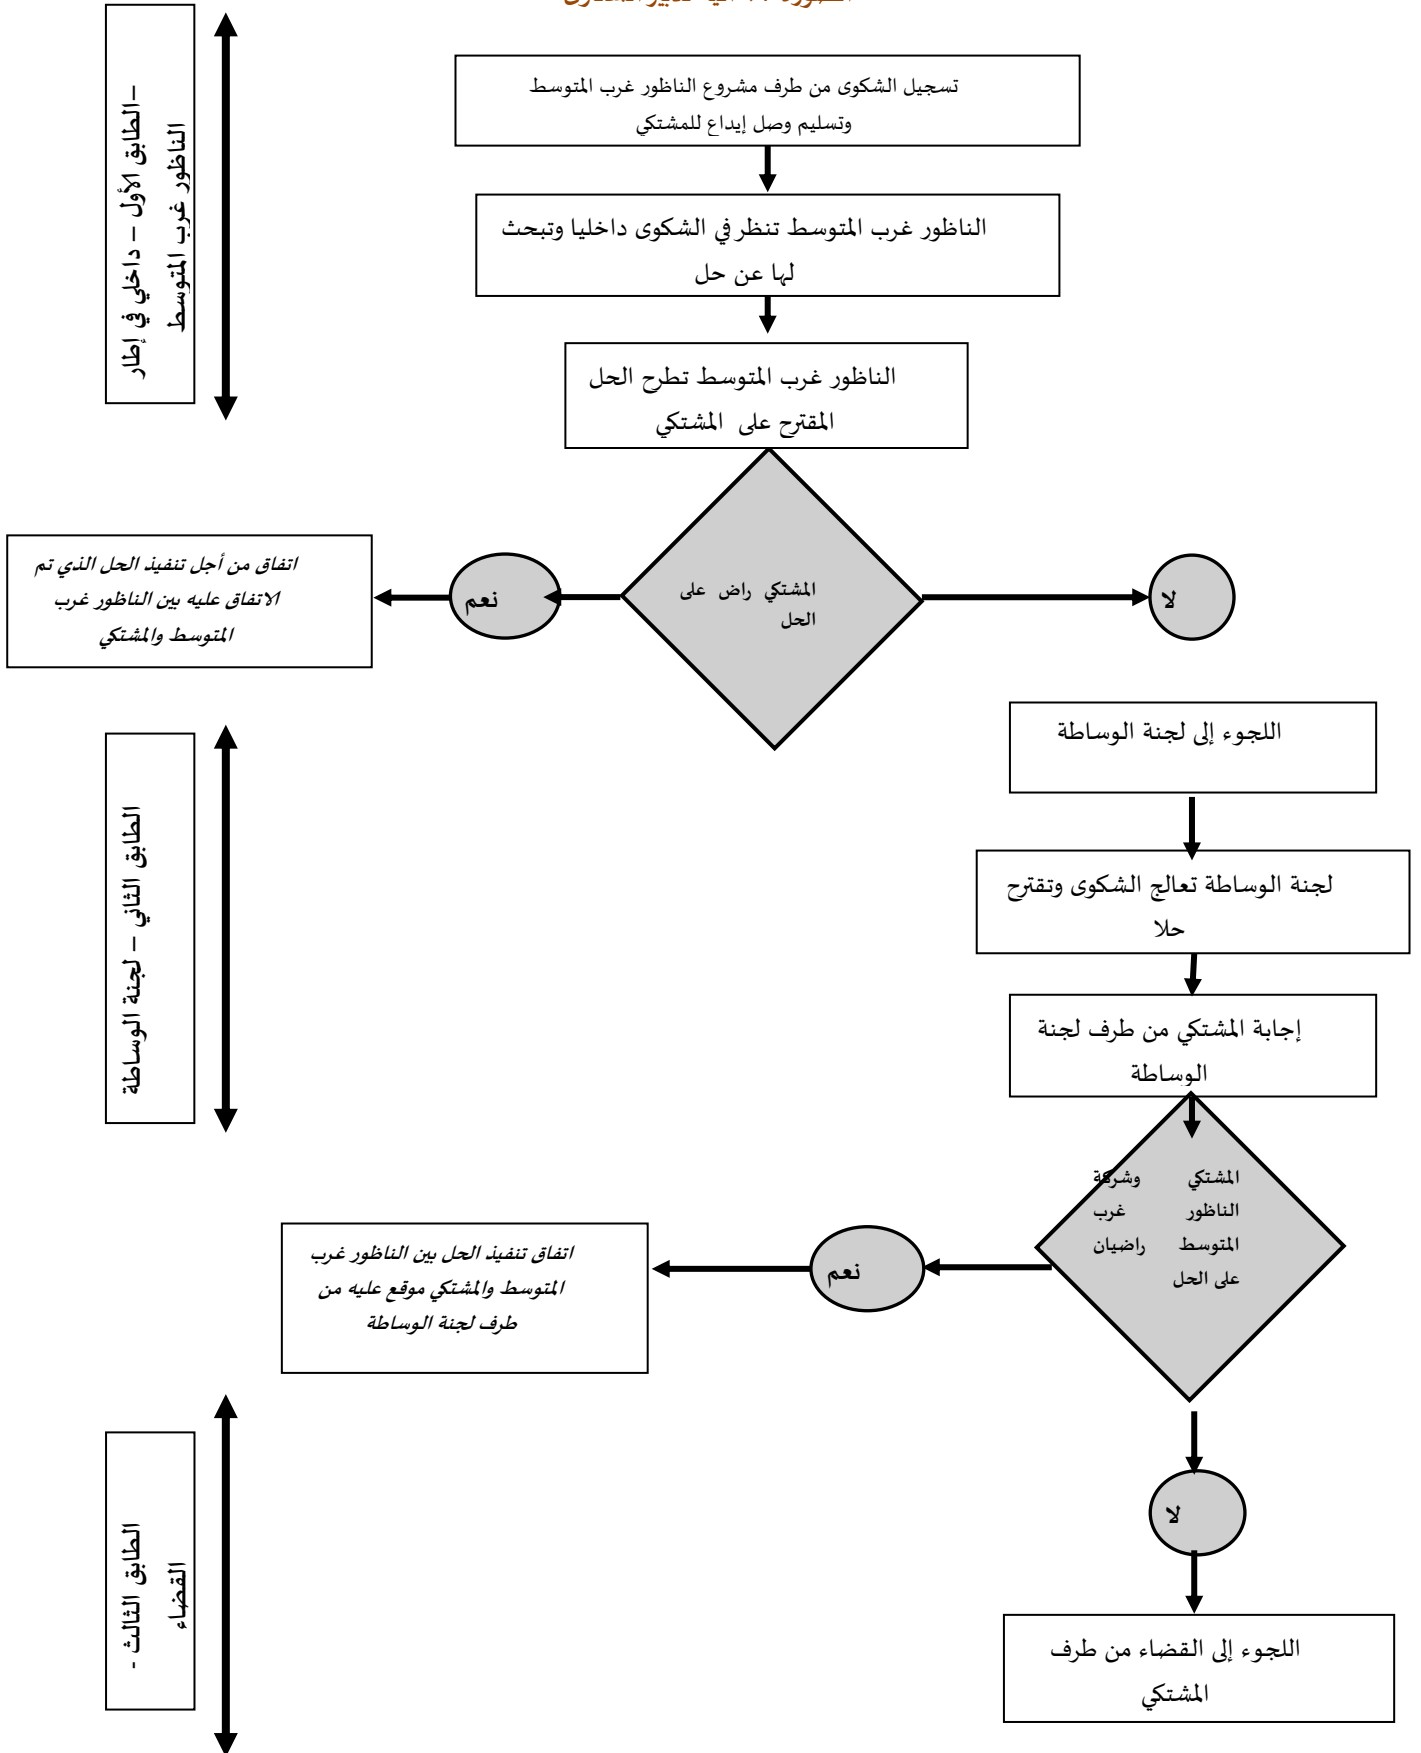 تسجيل الشكوى من طرف مشروع الناظور غرب المتوسط
وتسليم وصل إيداع للمشتكي
الناظور غرب المتوسط تنظر في الشكوى داخليا وتبحث
لها عن حل
الناظور غرب المتوسط تطرح الحل
المقترح على المشتكي
–الطابق الأول – داخلي في إطار
الناظور غرب المتوسط
المشتكي راض على
الحل
لا
نعم
اتفاق من أجل تنفيذ الحل الذي تم
الاتفاق عليه بين الناظور غرب
المتوسط والمشتكي
اللجوء إلى لجنة الوساطة
لجنة الوساطة تعالج الشكوى وتقترح
حلا
إجابة المشتكي من طرف لجنة
الوساطة
الطابق الثاني – لجنة الوساطة
المشتكي وشركة
الناظور غرب
المتوسط راضيان
على الحل
نعم
اتفاق تنفيذ الحل بين الناظور غرب
المتوسط والمشتكي موقع عليه من
طرف لجنة الوساطة
لا
اللجوء إلى القضاء من طرف
المشتكي
الطابق الثالث -
القضاء